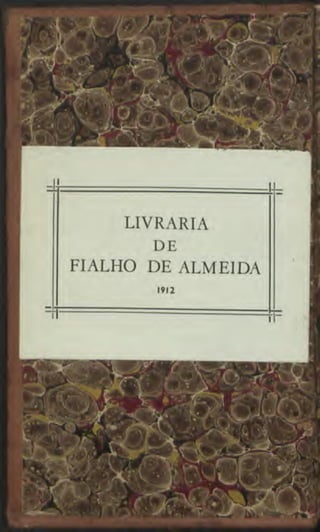 LIVRARIA
DE
FIALHO DE ALMEIDA
1912